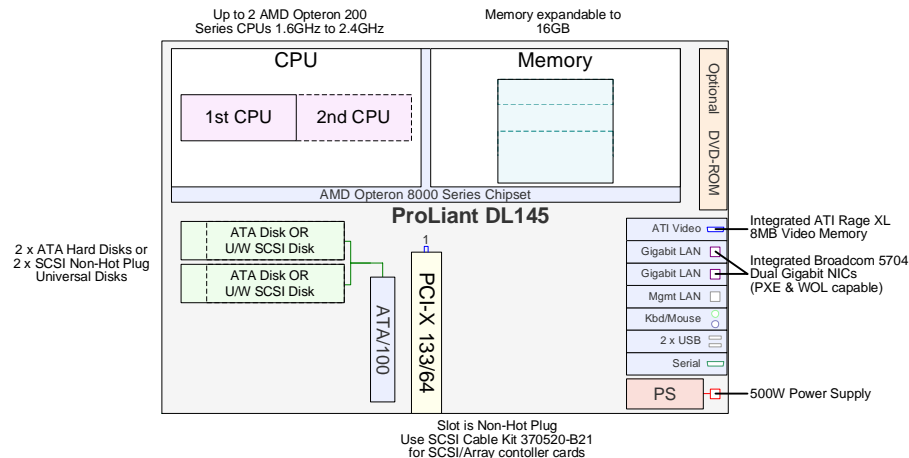 Up to 2 AMD Opteron 200
Series CPUs 1.6GHz to 2.4GHz
Memory expandable to
16GB
CPU
Memory
1st CPU
2nd CPU
Optional DVD-ROM
AMD Opteron 8000 Series Chipset
ProLiant DL145
2 x ATA Hard Disks or
2 x SCSI Non-Hot Plug
Universal Disks
ATA Disk OR
U/W SCSI Disk
ATA Disk OR
U/W SCSI Disk
ATA/100
1
PCI-X 133/64
ATI Video
Gigabit LAN
Gigabit LAN
Mgmt LAN
Kbd/Mouse
2 x USB
Serial
PS
Integrated ATI Rage XL
8MB Video Memory
Integrated Broadcom 5704
Dual Gigabit NICs
(PXE & WOL capable)
500W Power Supply
Slot is Non-Hot Plug
Use SCSI Cable Kit 370520-B21
for SCSI/Array contoller cards